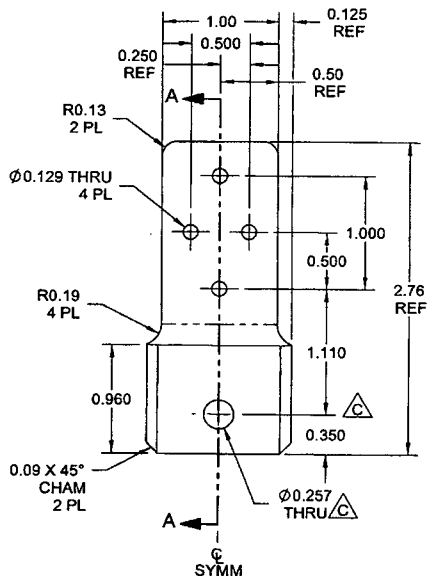 1.00
0.125
REF
0.500
0.250
REF
0.50
REF
A
R0.13
2 PL
Ø0.129 THRU
4 PL
1.000
0.500
2.76
REF
R0.19
4 PL
1.110
0.960
C
0.350
0.09 X 45°
CHAM
2 PL
Ø0.257
THRU C
A
℄
SYMM